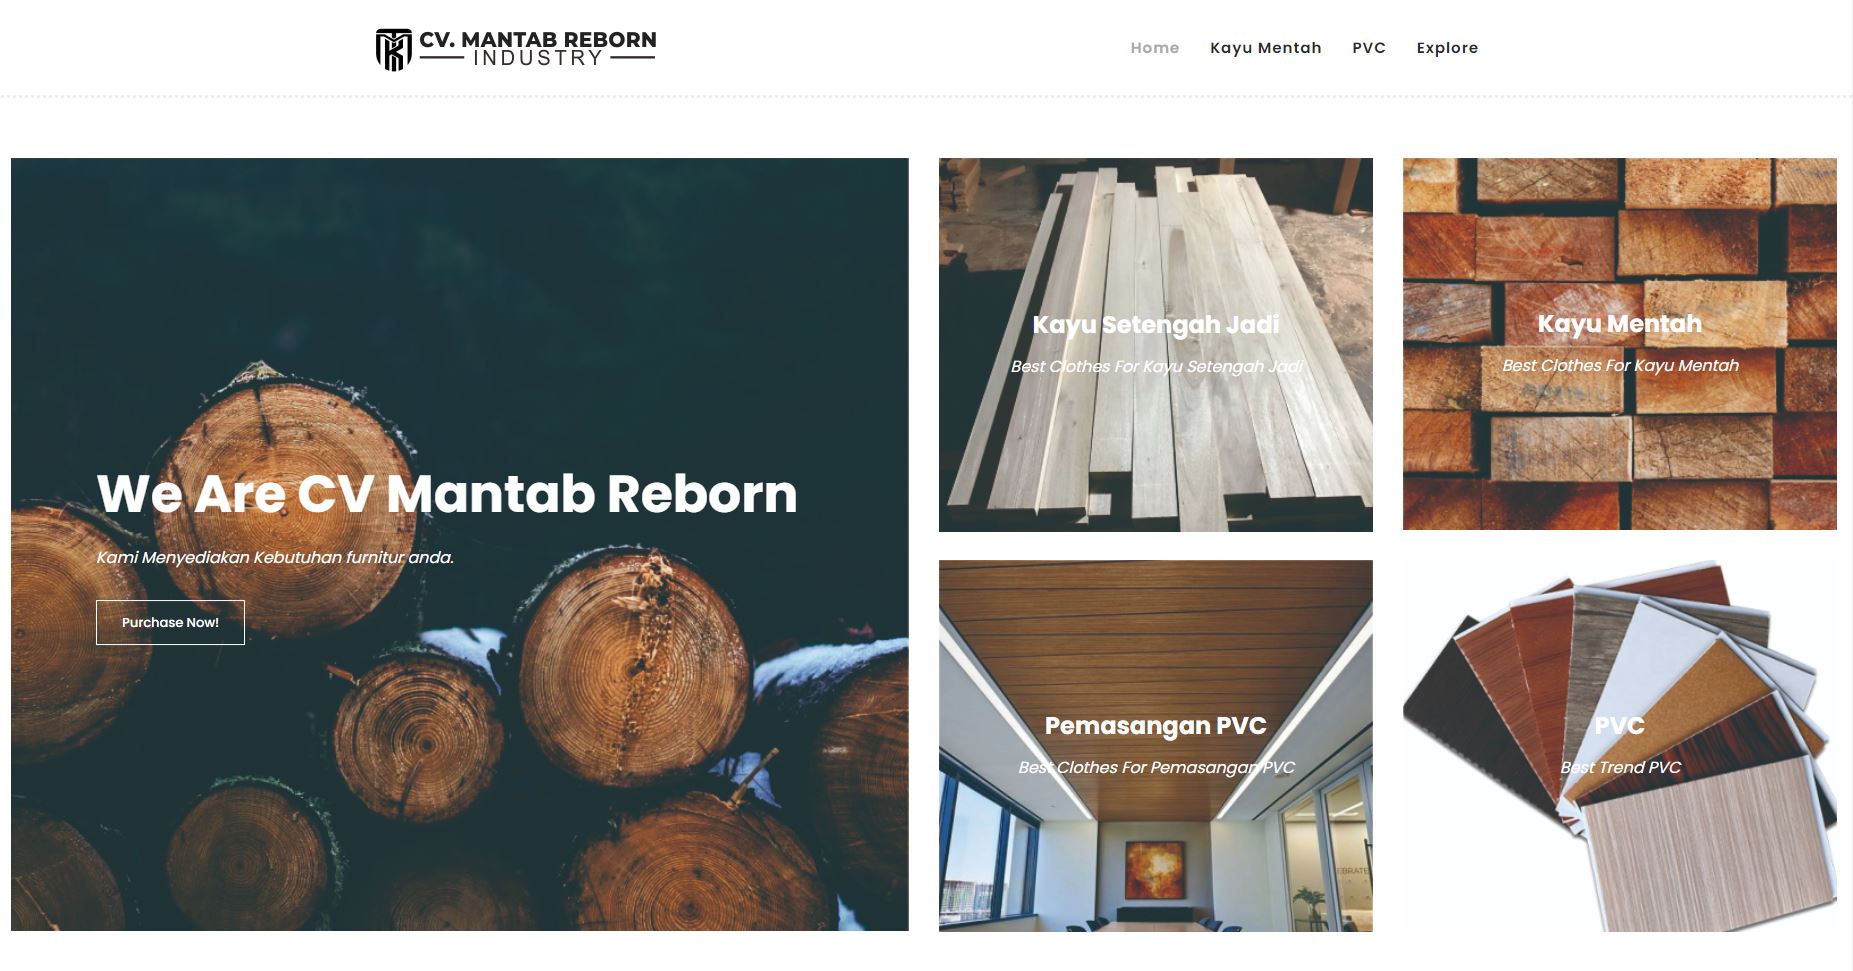 CV. MANTAB REBORN
INDUSTRY
Home Kayu Mentah PVC Explore
We Are CV Mantab Reborn
Kami Menyediakan Kebutuhan furnitur anda.
Purchase Now!
Kayu Setengah Jadi
Best Clothes For Kayu Setengah Jadi
Kayu Mentah
Best Clothes For Kayu Mentah
Pemasangan PVC
Best Clothes For Pemasangan PVC
EBRATE
PVC
Best Trend PVC